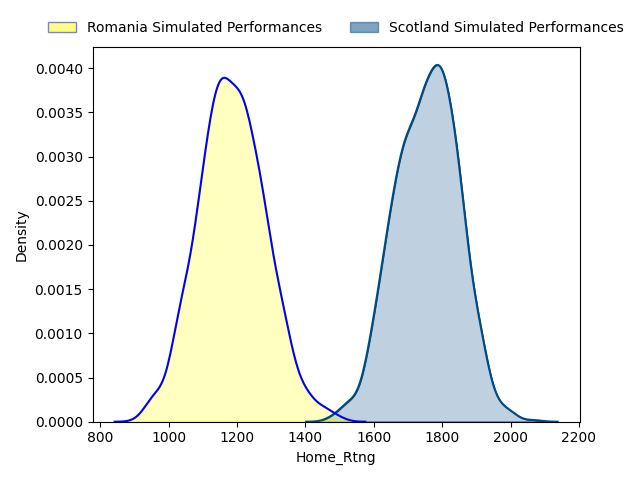 Romania Simulated Performances Scotland Simulated Performances
0.0040
0.0035
0.0030
0.0025
0.0020
0.0015
0.0010
0.0005
0.0000
Density
800 1000 1200 1400 1600 1800 2000 2200
Home_Rtng